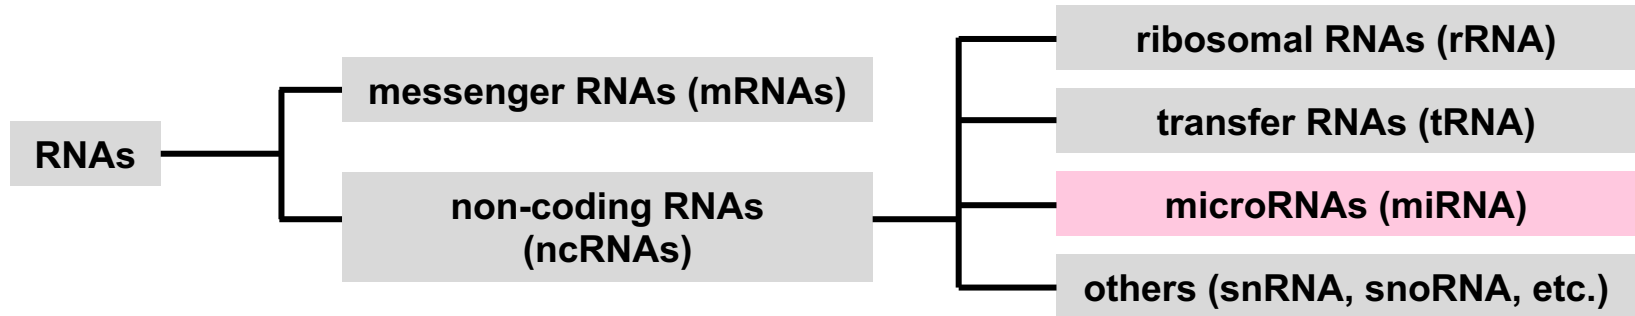 RNAs
messenger RNAs (mRNAs)
non-coding RNAs
(ncRNAs)
ribosomal RNAs (rRNA)
transfer RNAs (tRNA)
microRNAs (miRNA)
others (snRNA, snoRNA, etc.)